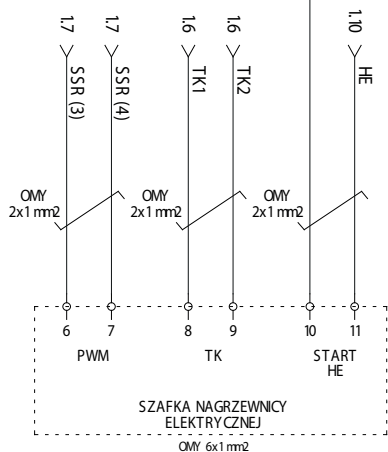 1.7
1.7
1.6
1.6
1.10
SSR (3)
SSR (4)
TK1
TK2
HE
OMY
2x1 mm2
OMY
2x1 mm2
OMY
2x1 mm2
6
7
8
9
10
11
PWM
TK
START
HE
SZAFKA NAGRZEWNICY
ELEKTRYCZNEJ
OMY 6x1mm2